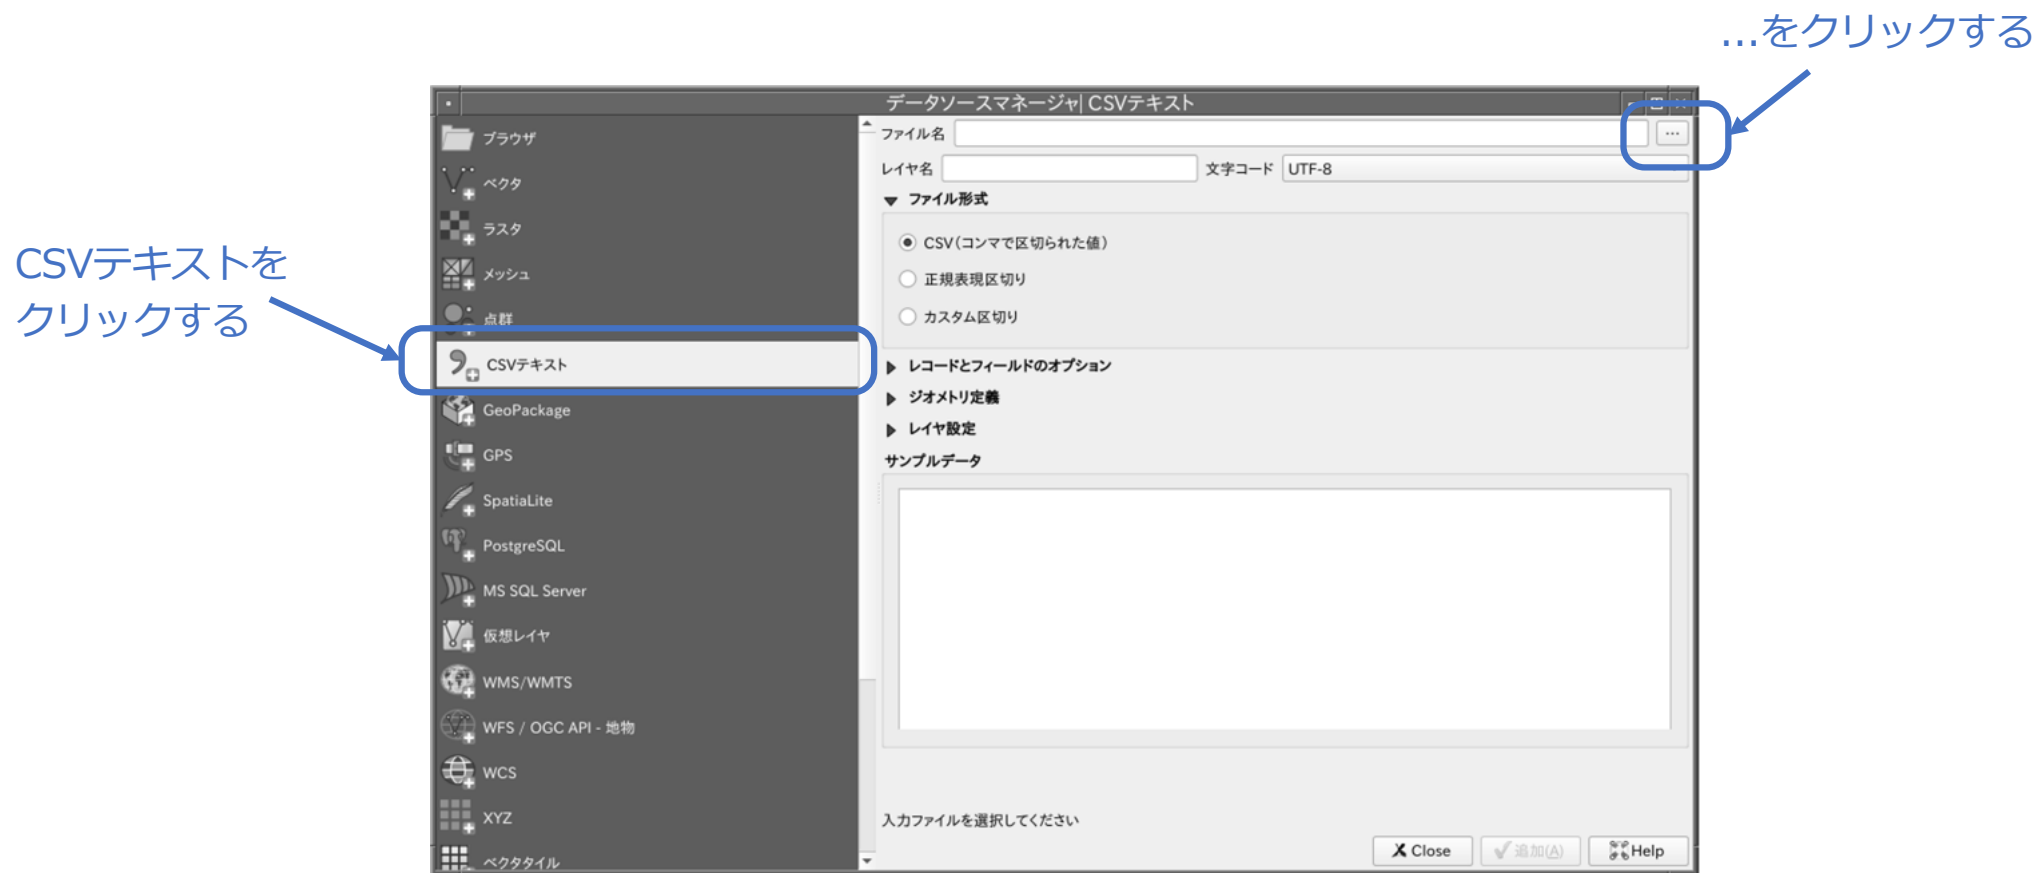 ...をクリックする
データソースマネージャ| CSVテキスト
CSVテキストを
クリックする
ブラウザ
ベクタ
ラスタ
メッシュ
点群
CSVテキスト
GeoPackage
GPS
SpatiaLite
PostgreSQL
MS SQL Server
仮想レイヤ
WMS/WMTS
WFS / OGC API - 地物
WCS
XYZ
ベクタタイル
ファイル名 ...
レイヤ名 文字コード UTF-8
ファイル形式
CSV(コンマで区切られた値)
正規表現区切り
カスタム区切り
レコードとフィールドのオプション
ジオメトリ定義
レイヤ設定
サンプルデータ
入力ファイルを選択してください
Close 追加(A) Help